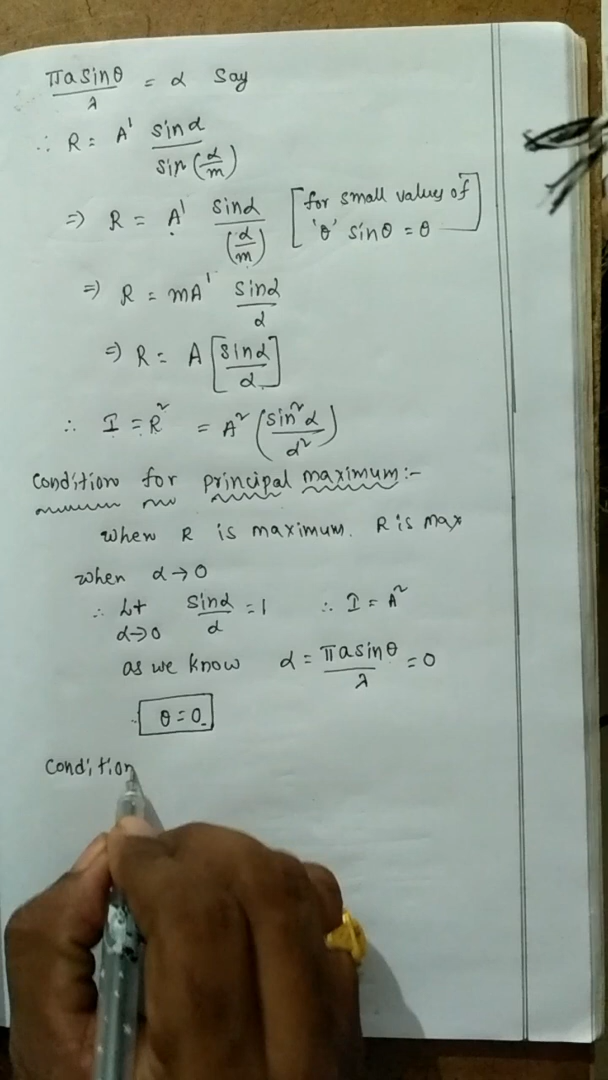 πa sinθ/λ = α say
∴ R = A' sinα/sin(α/m)
⇒ R = A' sinα/(α/m) [for small values of 'θ' sinθ = θ]
⇒ R = mA' sinα/α
⇒ R = A [sinα/α]
∴ I = R² = A² (sin²α/α²)
Condition for principal maximum:-
when R is maximum. R is max
when α→0
∴ Lt α→0 sinα/α = 1 ∴ I = A²
as we know α = πa sinθ/λ = 0
θ = 0
Condition